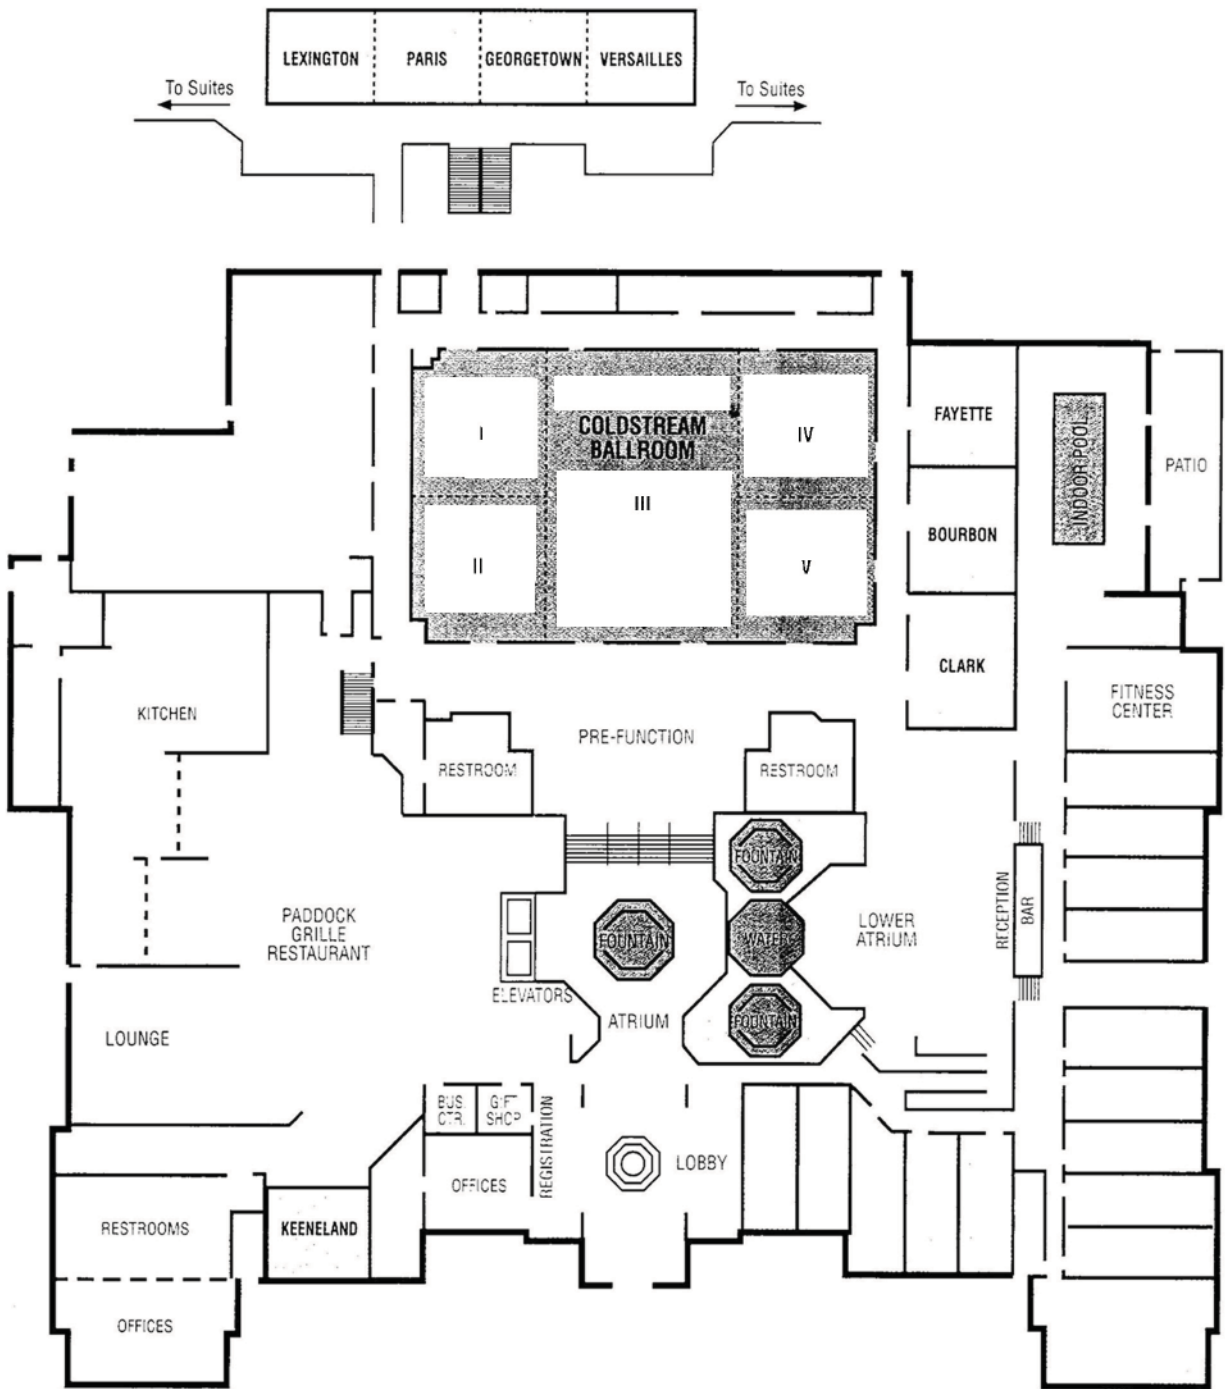 LEXINGTON
PARIS
GEORGETOWN
VERSAILLES
To Suites
To Suites
I
COLDSTREAM
BALLROOM
IV
III
II
V
FAYETTE
BOURBON
CLARK
INDOOR POOL
PATIO
KITCHEN
RESTROOM
PRE-FUNCTION
RESTROOM
FITNESS
CENTER
PADDOCK
GRILLE
RESTAURANT
ELEVATORS
FOUNTAIN
FOUNTAIN
WATER
FOUNTAIN
LOWER
ATRIUM
RECEPTION
BAR
ATRIUM
LOUNGE
BUS.
CTR.
GIFT
SHOP
REGISTRATION
LOBBY
OFFICES
RESTROOMS
KEENELAND
OFFICES